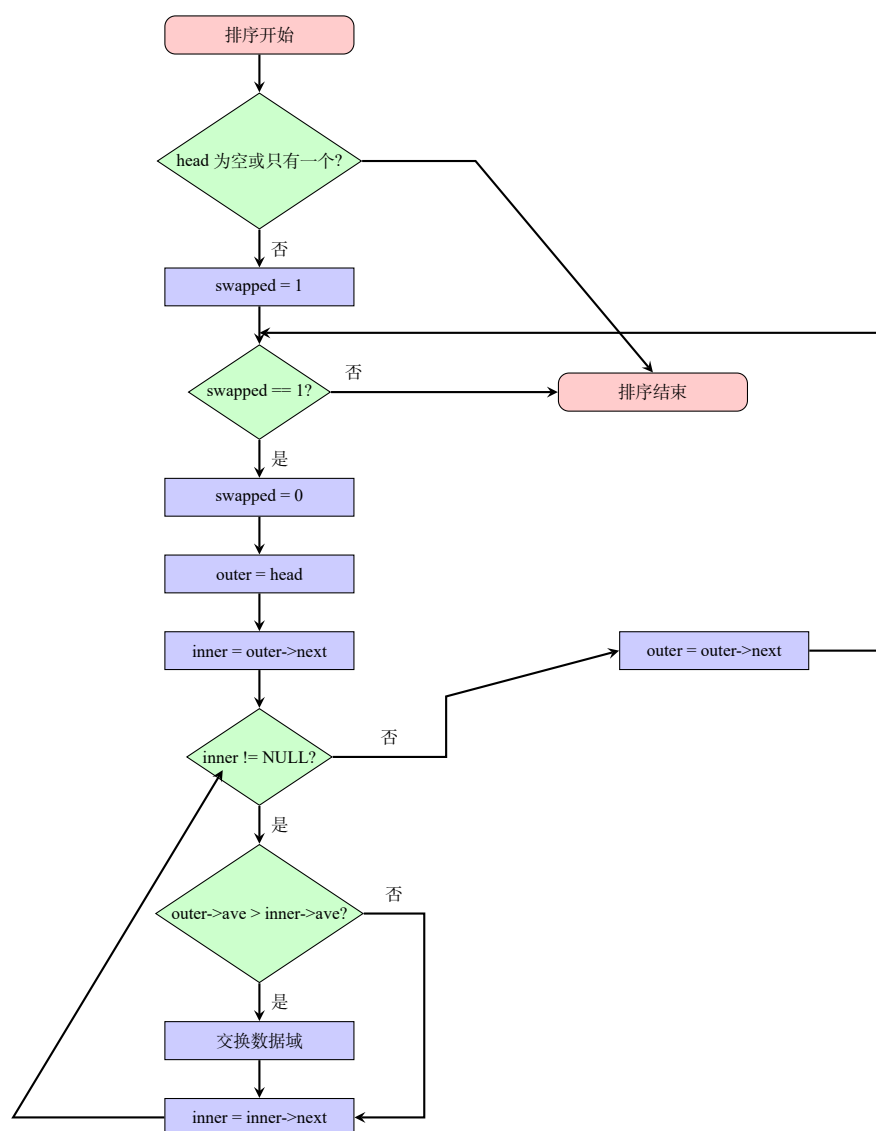 排序开始
head 为空或只有一个?
否
swapped = 1
swapped == 1?
否
排序结束
是
swapped = 0
outer = head
inner = outer->next
outer = outer->next
inner != NULL?
否
是
outer->ave > inner->ave?
否
是
交换数据域
inner = inner->next